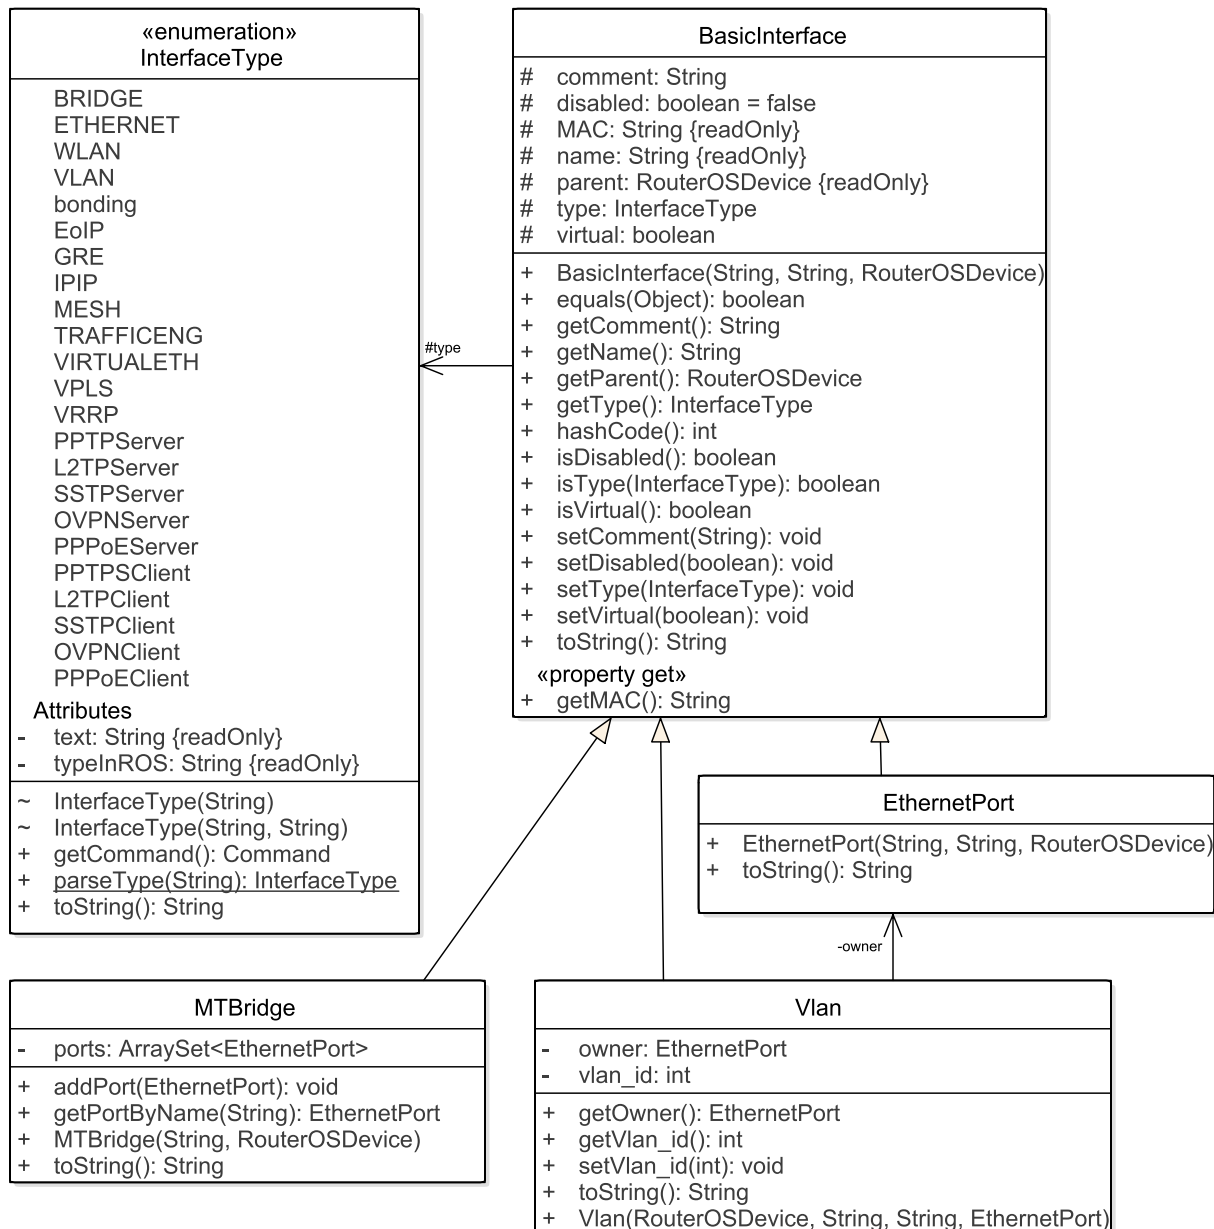 «enumeration»
InterfaceType
BRIDGE
ETHERNET
WLAN
VLAN
bonding
EoIP
GRE
IPIP
MESH
TRAFFICENG
VIRTUALETH
VPLS
VRRP
PPTPServer
L2TPServer
SSTPServer
OVPNServer
PPPoEServer
PPTPSClient
L2TPClient
SSTPClient
OVPNClient
PPPoEClient
Attributes
- text: String {readOnly}
- typeInROS: String {readOnly}
~ InterfaceType(String)
~ InterfaceType(String, String)
+ getCommand(): Command
+ parseType(String): InterfaceType
+ toString(): String
#type
BasicInterface
# comment: String
# disabled: boolean = false
# MAC: String {readOnly}
# name: String {readOnly}
# parent: RouterOSDevice {readOnly}
# type: InterfaceType
# virtual: boolean
+ BasicInterface(String, String, RouterOSDevice)
+ equals(Object): boolean
+ getComment(): String
+ getName(): String
+ getParent(): RouterOSDevice
+ getType(): InterfaceType
+ hashCode(): int
+ isDisabled(): boolean
+ isType(InterfaceType): boolean
+ isVirtual(): boolean
+ setComment(String): void
+ setDisabled(boolean): void
+ setType(InterfaceType): void
+ setVirtual(boolean): void
+ toString(): String
«property get»
+ getMAC(): String
EthernetPort
+ EthernetPort(String, String, RouterOSDevice)
+ toString(): String
-owner
MTBridge
- ports: ArraySet<EthernetPort>
+ addPort(EthernetPort): void
+ getPortByName(String): EthernetPort
+ MTBridge(String, RouterOSDevice)
+ toString(): String
Vlan
- owner: EthernetPort
- vlan_id: int
+ getOwner(): EthernetPort
+ getVlan_id(): int
+ setVlan_id(int): void
+ toString(): String
+ Vlan(RouterOSDevice, String, String, EthernetPort)